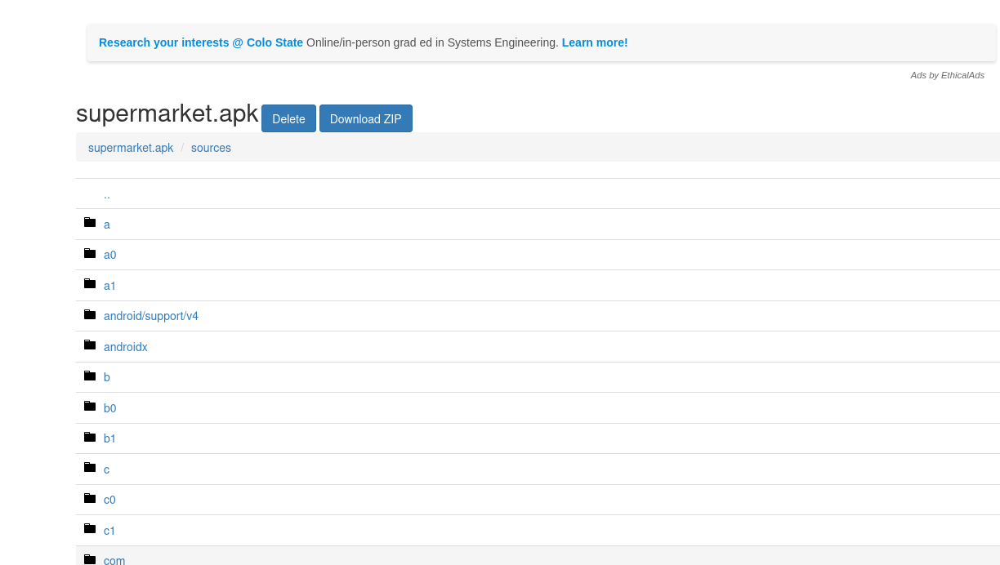 Research your interests @ Colo State Online/in-person grad ed in Systems Engineering. Learn more!
Ads by EthicalAds
supermarket.apk Delete Download ZIP
supermarket.apk / sources
..
a
a0
a1
android/support/v4
androidx
b
b0
b1
c
c0
c1
com